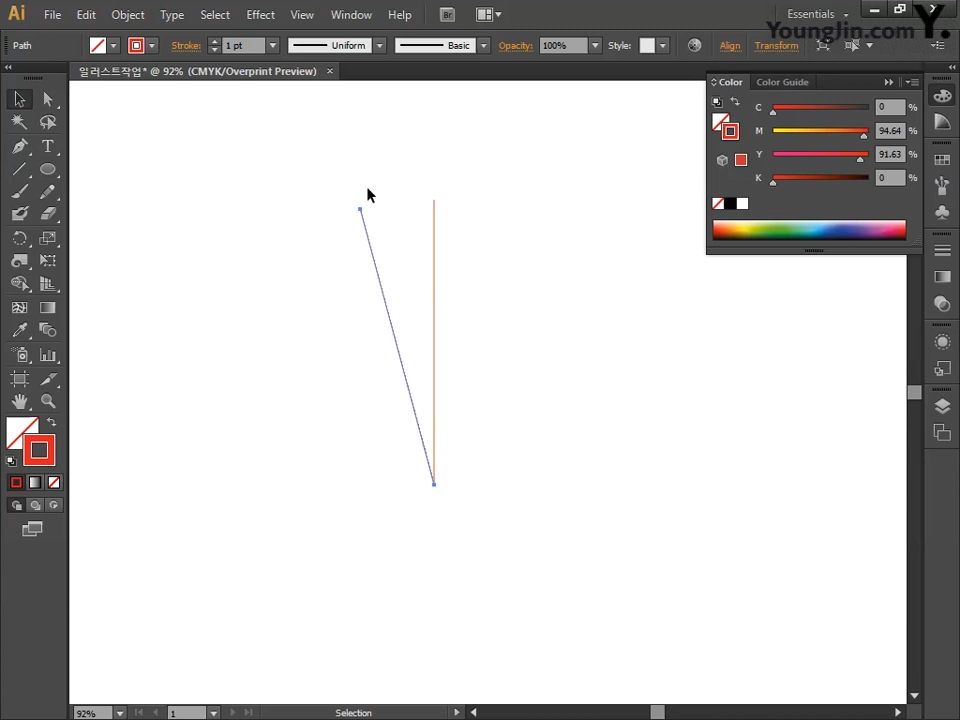 Ai File Edit Object Type Select Effect View Window Help Br Essentials
YoungJin.com Y.
Path Stroke: 1 pt Uniform Basic Opacity: 100% Style: Align Transform
일러스트작업* @ 92% (CMYK/Overprint Preview) ×
Color Color Guide
C 0 %
M 94.64 %
Y 91.63 %
K 0 %
T
92% 1 Selection